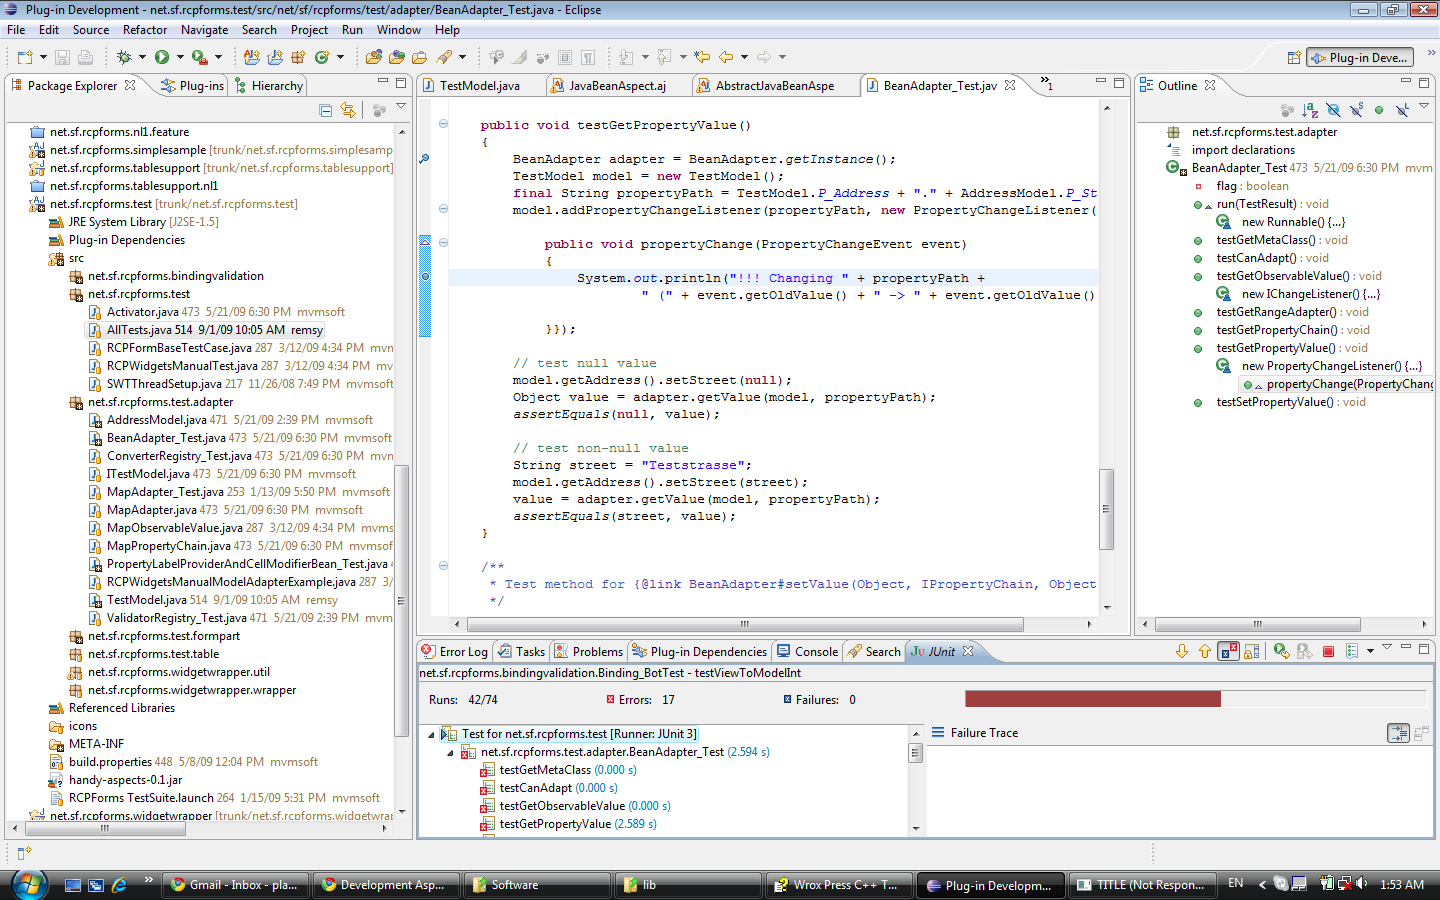 Plug-in Development - net.sf.rcpforms.test/src/net/sf/rcpforms/test/adapter/BeanAdapter_Test.java - Eclipse
File Edit Source Refactor Navigate Search Project Run Window Help
Plug-in Deve...
Package Explorer Plug-ins Hierarchy
net.sf.rcpforms.nl1.feature
net.sf.rcpforms.simplesample [trunk/net.sf.rcpforms.simplesamp
net.sf.rcpforms.tablesupport [trunk/net.sf.rcpforms.tablesupport]
net.sf.rcpforms.tablesupport.nl1
net.sf.rcpforms.test [trunk/net.sf.rcpforms.test]
JRE System Library [J2SE-1.5]
Plug-in Dependencies
src
net.sf.rcpforms.bindingvalidation
net.sf.rcpforms.test
Activator.java 473 5/21/09 6:30 PM mvmsoft
AllTests.java 514 9/1/09 10:05 AM remsy
RCPFormBaseTestCase.java 287 3/12/09 4:34 PM mvn
RCPWidgetsManualTest.java 287 3/12/09 4:34 PM mv
SWTThreadSetup.java 217 11/26/08 7:49 PM mvmsoft
net.sf.rcpforms.test.adapter
AddressModel.java 471 5/21/09 2:39 PM mvmsoft
BeanAdapter_Test.java 473 5/21/09 6:30 PM mvmsoft
ConverterRegistry_Test.java 473 5/21/09 6:30 PM mv
ITestModel.java 473 5/21/09 6:30 PM mvmsoft
MapAdapter_Test.java 253 1/13/09 5:50 PM mvmsoft
MapAdapter.java 473 5/21/09 6:30 PM mvmsoft
MapObservableValue.java 287 3/12/09 4:34 PM mvms
MapPropertyChain.java 473 5/21/09 6:30 PM mvmsof
PropertyLabelProviderAndCellModifierBean_Test.java 4
RCPWidgetsManualModelAdapterExample.java 287 3/
TestModel.java 514 9/1/09 10:05 AM remsy
ValidatorRegistry_Test.java 471 5/21/09 2:39 PM mvm
net.sf.rcpforms.test.formpart
net.sf.rcpforms.test.table
net.sf.rcpforms.widgetwrapper.util
net.sf.rcpforms.widgetwrapper.wrapper
Referenced Libraries
icons
META-INF
build.properties 448 5/8/09 12:04 PM mvmsoft
handy-aspects-0.1.jar
RCPForms TestSuite.launch 264 1/15/09 5:31 PM mvmsoft
net.sf.rcpforms.widgetwrapper [trunk/net.sf.rcpforms.widgetwrap
TestModel.java JavaBeanAspect.aj AbstractJavaBeanAspe BeanAdapter_Test.jav »1
public void testGetPropertyValue()
{
BeanAdapter adapter = BeanAdapter.getInstance();
TestModel model = new TestModel();
final String propertyPath = TestModel.P_Address + "." + AddressModel.P_St
model.addPropertyChangeListener(propertyPath, new PropertyChangeListener(
public void propertyChange(PropertyChangeEvent event)
{
System.out.println("!!! Changing " + propertyPath +
" (" + event.getOldValue() + " -> " + event.getOldValue()
}});
// test null value
model.getAddress().setStreet(null);
Object value = adapter.getValue(model, propertyPath);
assertEquals(null, value);
// test non-null value
String street = "Teststrasse";
model.getAddress().setStreet(street);
value = adapter.getValue(model, propertyPath);
assertEquals(street, value);
}
/**
* Test method for {@link BeanAdapter#setValue(Object, IPropertyChain, Object
*/
Outline
net.sf.rcpforms.test.adapter
import declarations
BeanAdapter_Test 473 5/21/09 6:30 PM mvm
flag : boolean
run(TestResult) : void
new Runnable() {...}
testGetMetaClass() : void
testCanAdapt() : void
testGetObservableValue() : void
new IChangeListener() {...}
testGetRangeAdapter() : void
testGetPropertyChain() : void
testGetPropertyValue() : void
new PropertyChangeListener() {...}
propertyChange(PropertyChang
testSetPropertyValue() : void
Error Log Tasks Problems Plug-in Dependencies Console Search JUnit
net.sf.rcpforms.bindingvalidation.Binding_BotTest - testViewToModelInt
Runs: 42/74 Errors: 17 Failures: 0
Test for net.sf.rcpforms.test [Runner: JUnit 3]
net.sf.rcpforms.test.adapter.BeanAdapter_Test (2.594 s)
testGetMetaClass (0.000 s)
testCanAdapt (0.000 s)
testGetObservableValue (0.000 s)
testGetPropertyValue (2.589 s)
Failure Trace
Gmail - Inbox - pla... Development Asp... Software lib Wrox Press C++ T... Plug-in Developm... TITLE (Not Respon... EN 1:53 AM